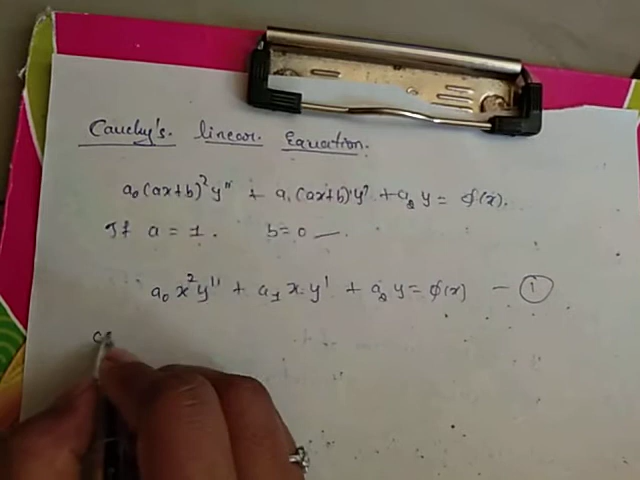 Cauchy's. linear. Equation.
a₀(ax+b)²y'' + a₁(ax+b)'y' + a₂y = φ(x).
If a = 1. b=0 —.
a₀x²y'' + a₁x.y' + a₂y = φ(x) — ①